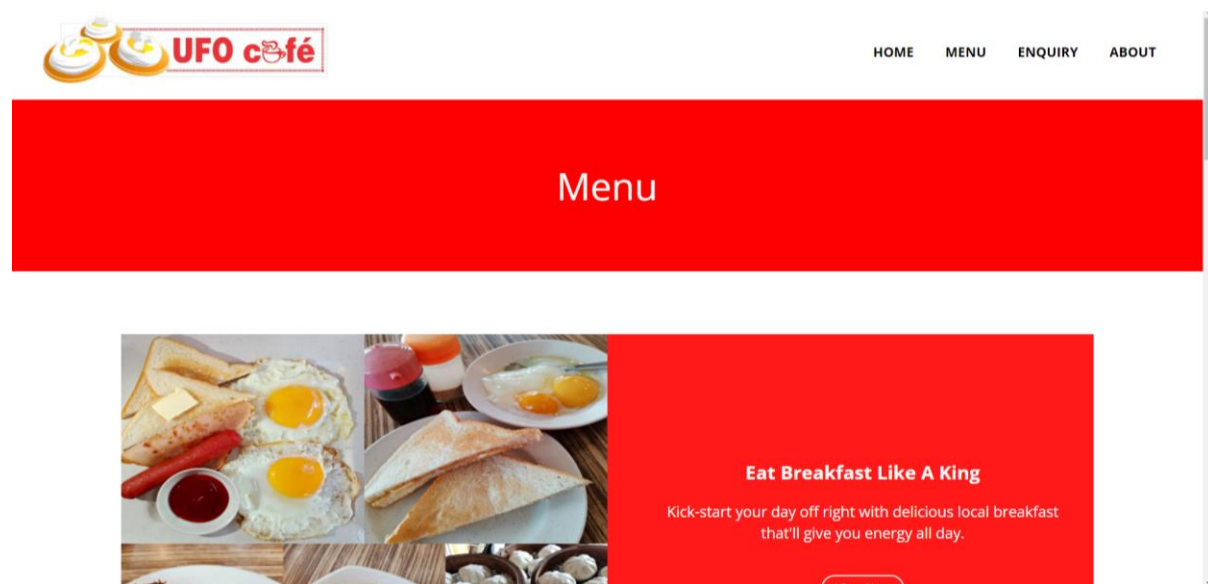 UFO café
HOME MENU ENQUIRY ABOUT
Menu
Eat Breakfast Like A King
Kick-start your day off right with delicious local breakfast
that'll give you energy all day.